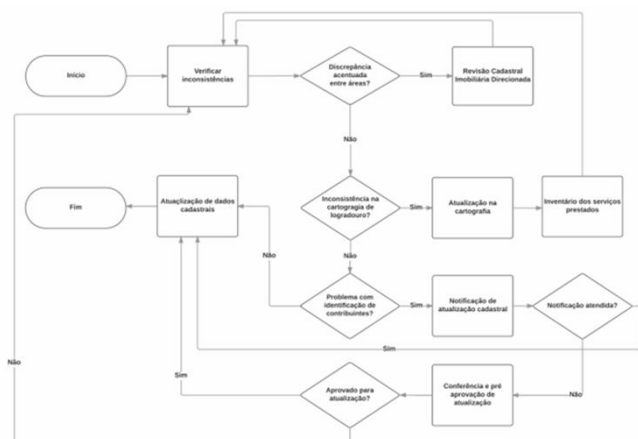 Início
Verificar
inconsistências
Discrepância
acentuada
entre áreas?
Sim
Revisão Cadastral
Imobiliária Direcionada
Não
Fim
Atuaçlização de dados
cadastrais
Inconsistência na
cartogragia de
logradouro?
Sim
Atualização na
cartografia
Inventário dos serviços
prestados
Não
Não
Problema com
identificação de
contribuintes?
Sim
Notificação de
atualização cadastral
Notificação atendida?
Sim
Não
Sim
Aprovado para
atualização?
Conferência e pré
aprovação de
atualização
Não